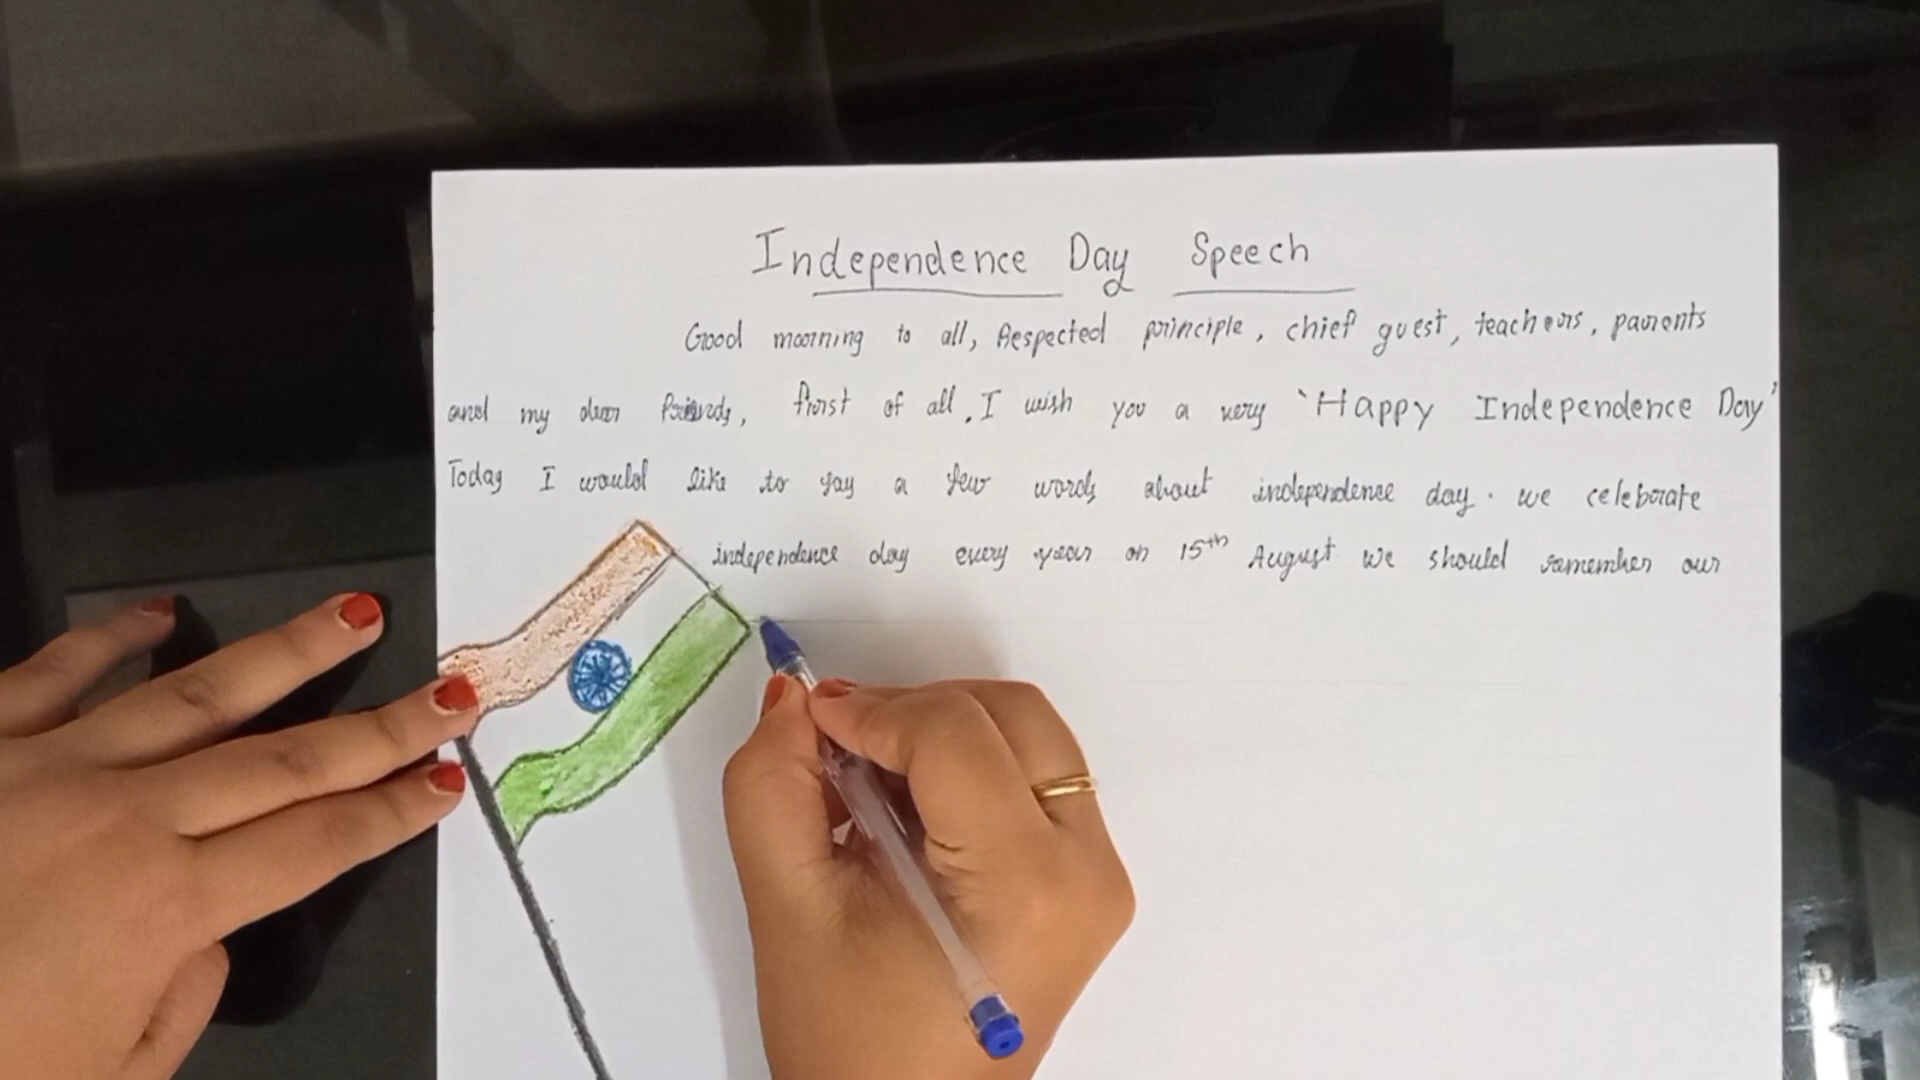 Independence Day Speech
Good morning to all, Respected principle, chief guest, teachers, parents
and my dear friends, first of all, I wish you a very 'Happy Independence Day'
Today I would like to say a few words about independence day. we celebrate
independence day every year on 15th August we should remember our